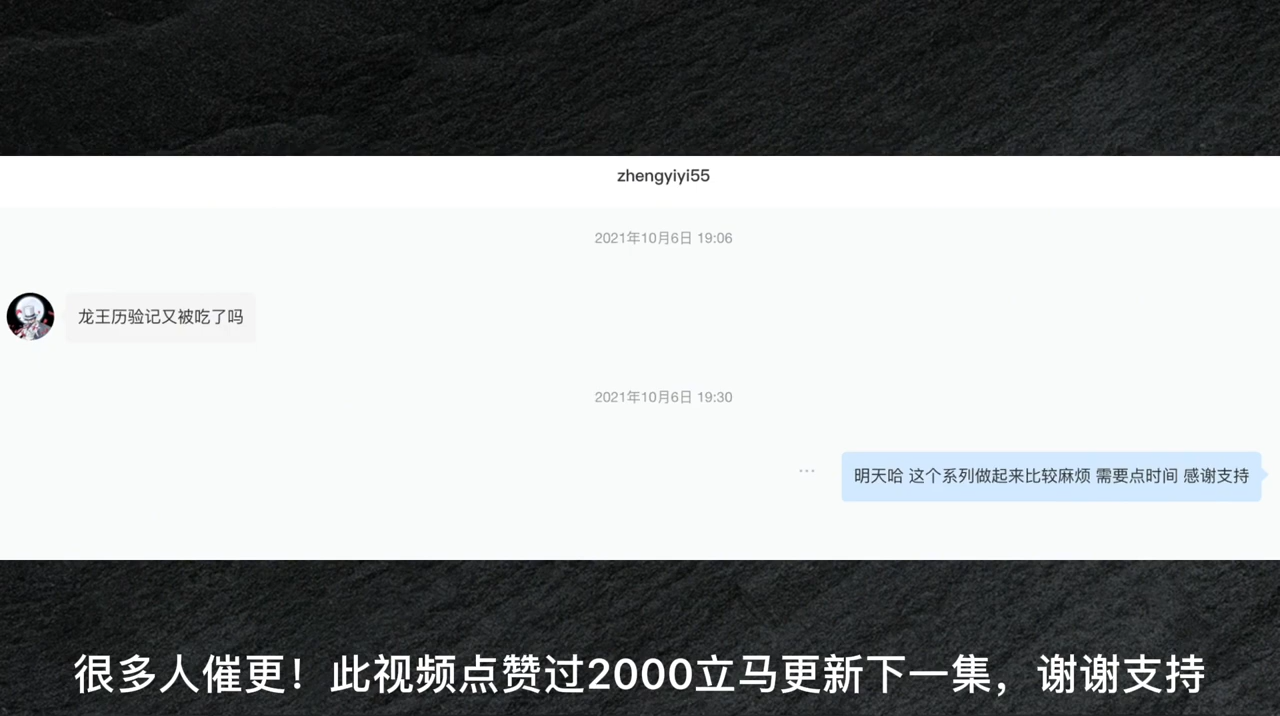 zhengyiyi55
2021年10月6日 19:06
龙王历验记又被吃了吗
2021年10月6日 19:30
明天哈 这个系列做起来比较麻烦 需要点时间 感谢支持
很多人催更！此视频点赞过2000立马更新下一集，谢谢支持